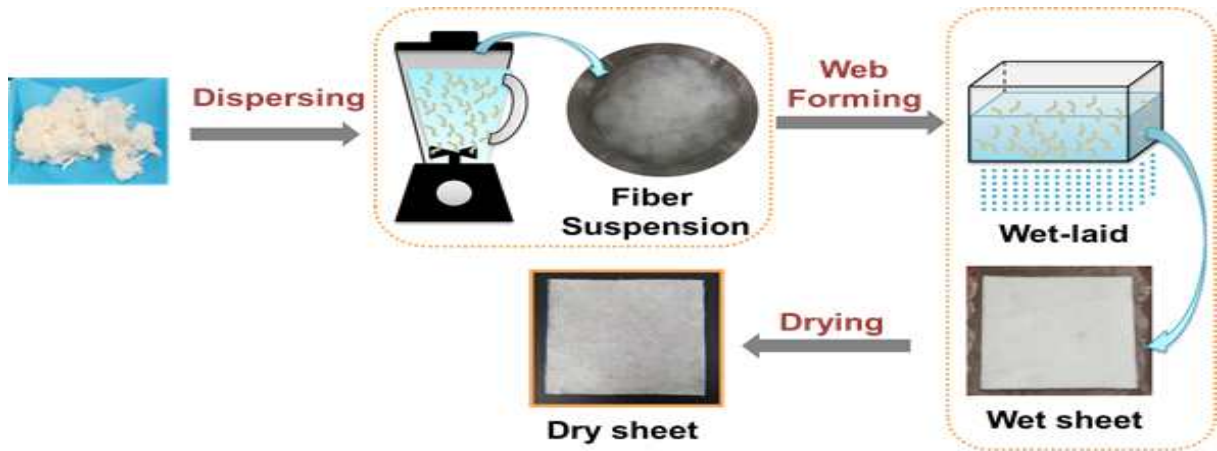 Dispersing
Fiber
Suspension
Web
Forming
Wet-laid
Wet sheet
Drying
Dry sheet